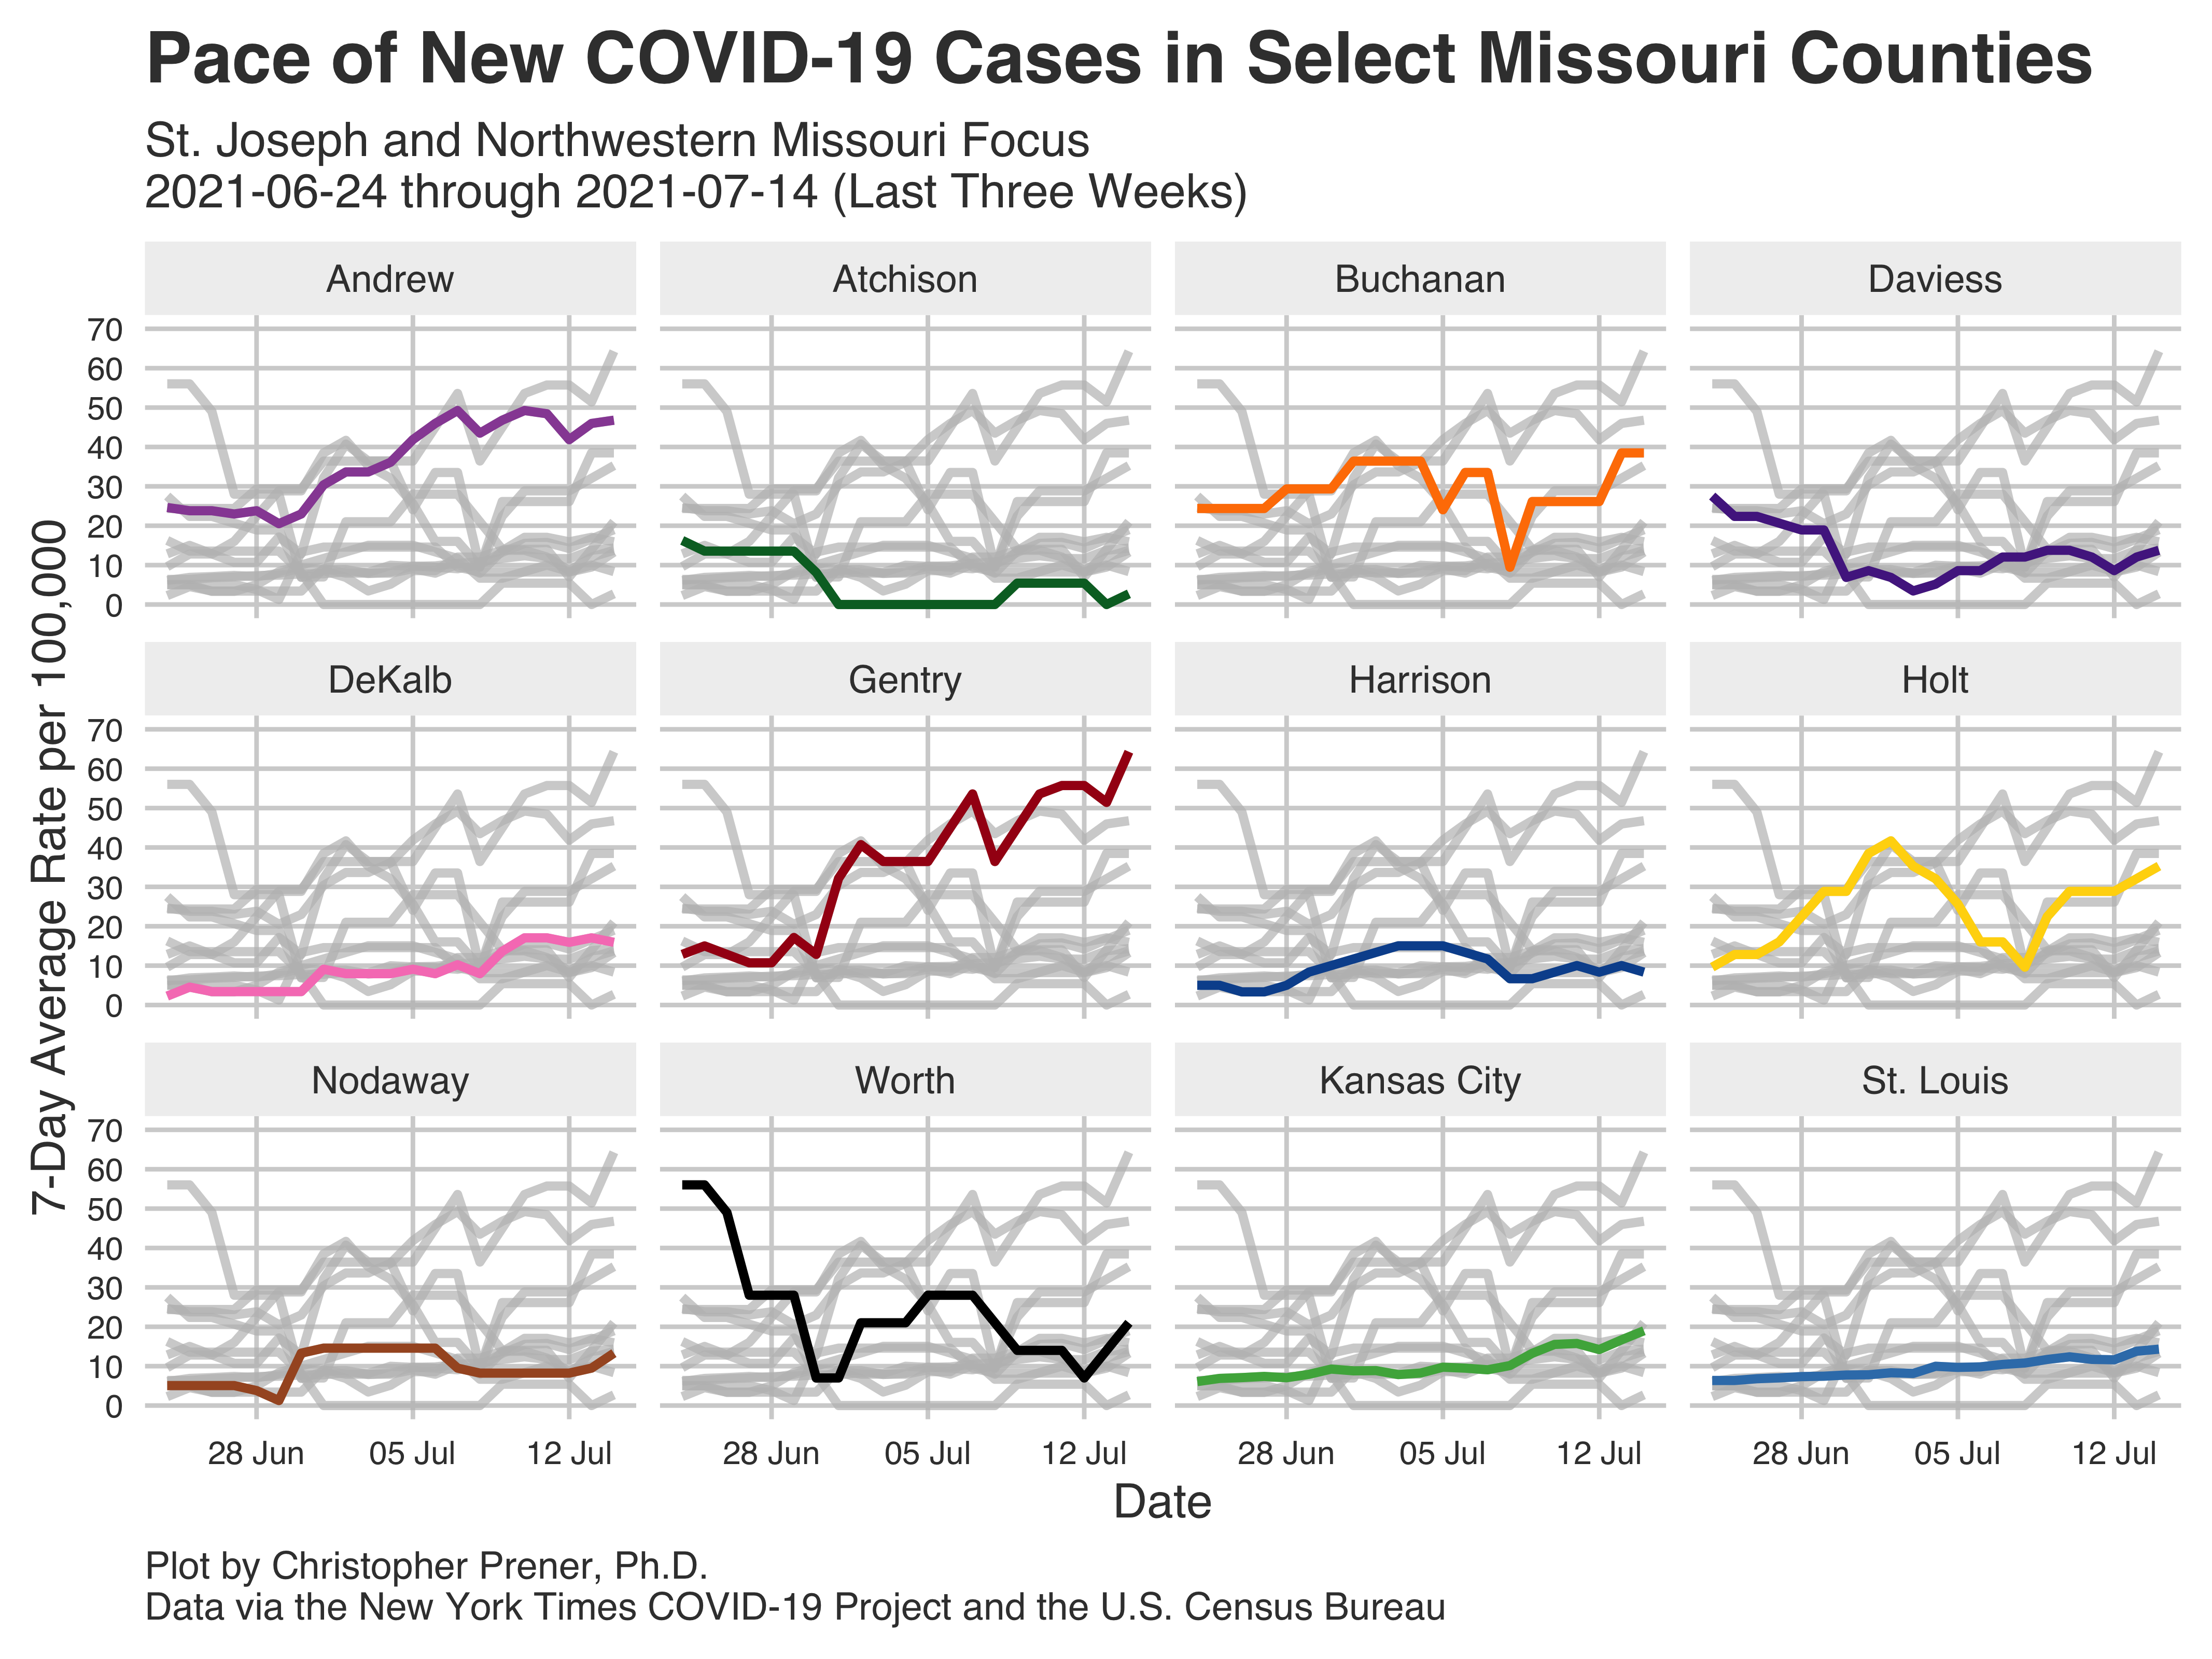 Pace of New COVID-19 Cases in Select Missouri Counties
St. Joseph and Northwestern Missouri Focus
2021-06-24 through 2021-07-14 (Last Three Weeks)
7-Day Average Rate per 100,000
Andrew
Atchison
Buchanan
Daviess
70
60
50
40
30
20
10
0
DeKalb
Gentry
Harrison
Holt
70
60
50
40
30
20
10
0
Nodaway
Worth
Kansas City
St. Louis
70
60
50
40
30
20
10
0
28 Jun 05 Jul 12 Jul
28 Jun 05 Jul 12 Jul
28 Jun 05 Jul 12 Jul
28 Jun 05 Jul 12 Jul
Date
Plot by Christopher Prener, Ph.D.
Data via the New York Times COVID-19 Project and the U.S. Census Bureau